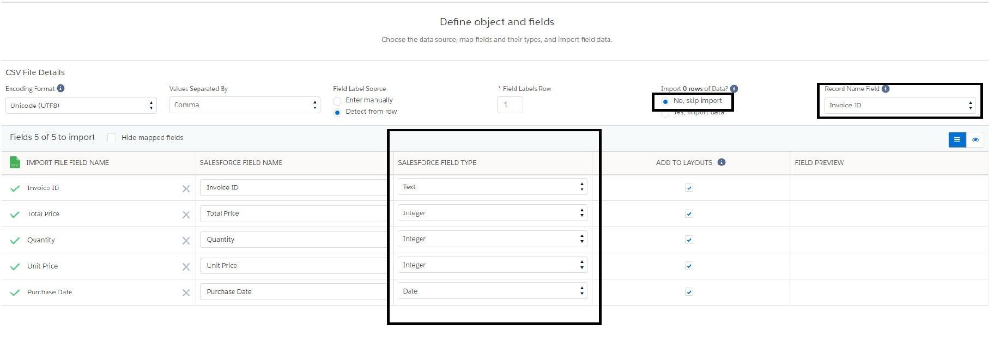 Define object and fields
Choose the data source, map fields and their types, and import field data.
CSV File Details
Encoding Format
Values Separated By
Field Label Source
* Field Labels Row
Import 0 rows of Data?
Record Name Field
Unicode (UTF8)
Comma
Enter manually
Detect from row
1
No, skip import
Yes, import data
Invoice ID
Fields 5 of 5 to import
Hide mapped fields
CSV
IMPORT FILE FIELD NAME
SALESFORCE FIELD NAME
SALESFORCE FIELD TYPE
ADD TO LAYOUTS
FIELD PREVIEW
Invoice ID
Invoice ID
Text
Total Price
Total Price
Integer
Quantity
Quantity
Integer
Unit Price
Unit Price
Integer
Purchase Date
Purchase Date
Date